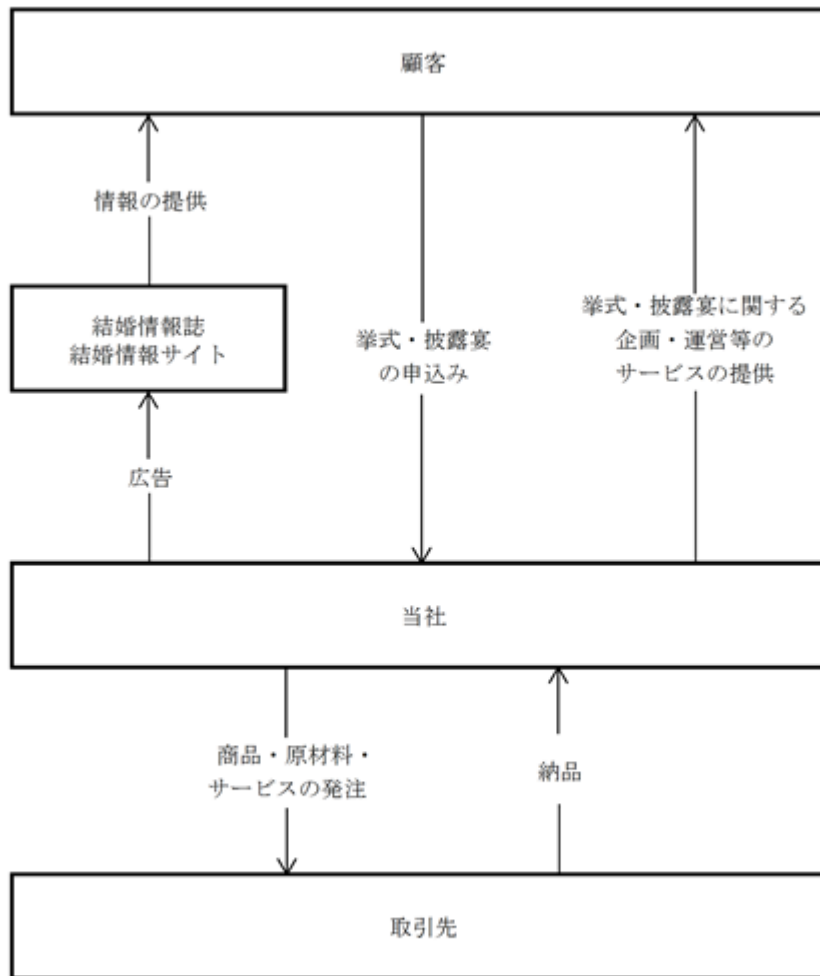 顧客
情報の提供
結婚情報誌
結婚情報サイト
挙式・披露宴
の申込み
挙式・披露宴に関する
企画・運営等の
サービスの提供
広告
当社
商品・原材料・
サービスの発注
納品
取引先